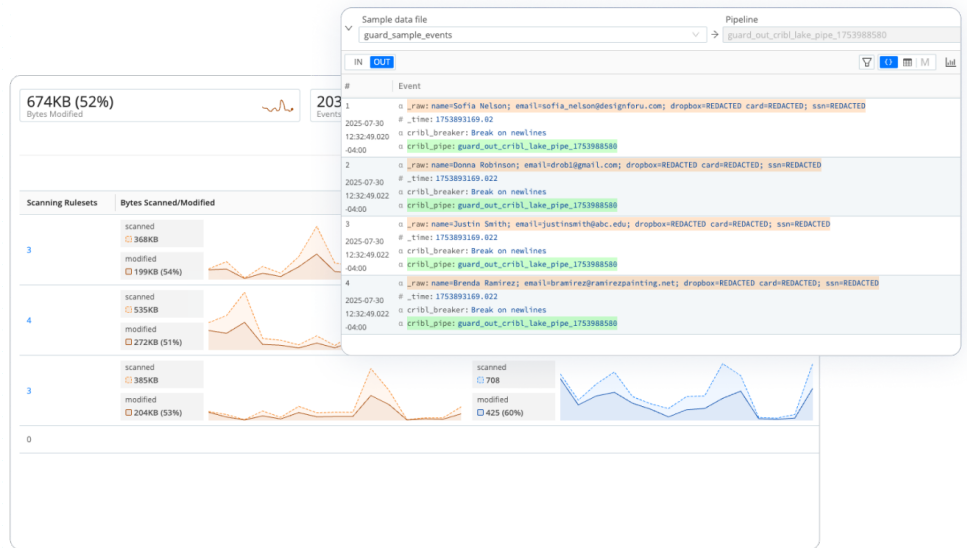 Sample data file
Pipeline
guard_sample_events
guard_out_cribl_lake_pipe_1753988580
IN OUT
M
# Event
1
α _raw: name=Sofia Nelson; email=sofia_nelson@designforu.com; dropbox=REDACTED card=REDACTED; ssn=REDACTED
2025-07-30
12:32:49.020
-04:00
# _time: 1753893169.02
α cribl_breaker: Break on newlines
α cribl_pipe: guard_out_cribl_lake_pipe_1753988580
2
α _raw: name=Donna Robinson; email=drob1@gmail.com; dropbox=REDACTED card=REDACTED; ssn=REDACTED
2025-07-30
12:32:49.022
-04:00
# _time: 1753893169.022
α cribl_breaker: Break on newlines
α cribl_pipe: guard_out_cribl_lake_pipe_1753988580
3
α _raw: name=Justin Smith; email=justinsmith@abc.edu; dropbox=REDACTED card=REDACTED; ssn=REDACTED
2025-07-30
12:32:49.022
-04:00
# _time: 1753893169.022
α cribl_breaker: Break on newlines
α cribl_pipe: guard_out_cribl_lake_pipe_1753988580
4
α _raw: name=Brenda Ramirez; email=bramirez@ramirezpainting.net; dropbox=REDACTED card=REDACTED; ssn=REDACTED
2025-07-30
12:32:49.022
-04:00
# _time: 1753893169.022
α cribl_breaker: Break on newlines
α cribl_pipe: guard_out_cribl_lake_pipe_1753988580
674KB (52%)
Bytes Modified
203
Events
Scanning Rulesets
Bytes Scanned/Modified
3
scanned
368KB
modified
199KB (54%)
4
scanned
535KB
modified
272KB (51%)
3
scanned
385KB
modified
204KB (53%)
scanned
708
modified
425 (60%)
0